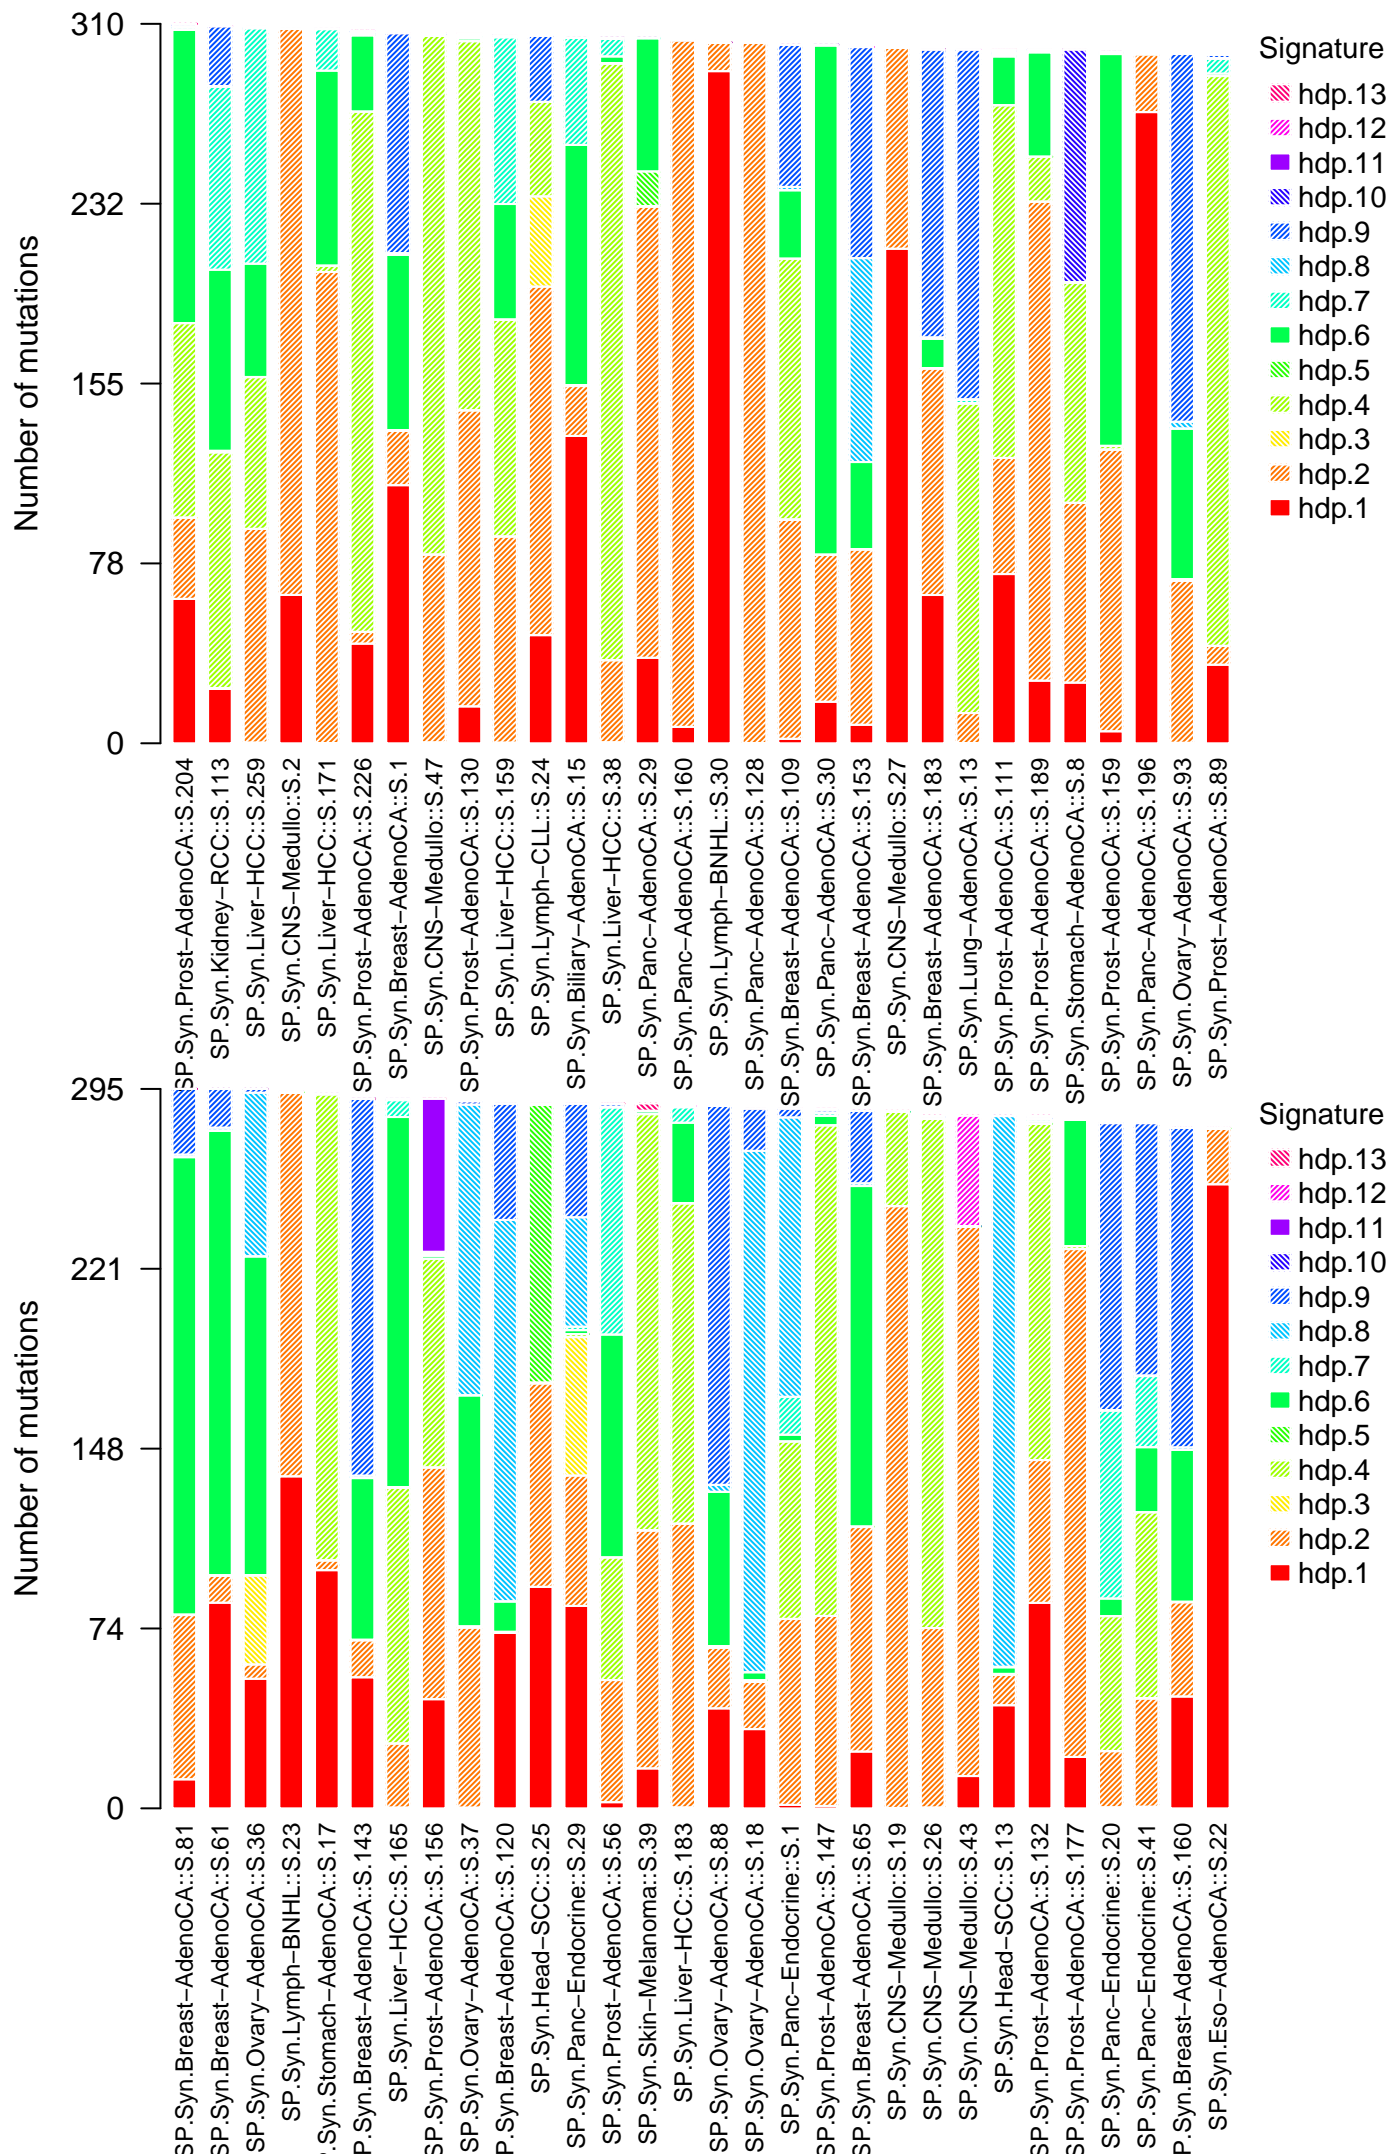 Number of mutations
310
232
155
78
0
Signature
hdp.13
hdp.12
hdp.11
hdp.10
hdp.9
hdp.8
hdp.7
hdp.6
hdp.5
hdp.4
hdp.3
hdp.2
hdp.1
SP.Syn.Prost−AdenoCA::S.204
SP.Syn.Kidney−RCC::S.113
SP.Syn.Liver−HCC::S.259
SP.Syn.CNS−Medullo::S.2
SP.Syn.Liver−HCC::S.171
SP.Syn.Prost−AdenoCA::S.226
SP.Syn.Breast−AdenoCA::S.1
SP.Syn.CNS−Medullo::S.47
SP.Syn.Prost−AdenoCA::S.130
SP.Syn.Liver−HCC::S.159
SP.Syn.Lymph−CLL::S.24
SP.Syn.Biliary−AdenoCA::S.15
SP.Syn.Liver−HCC::S.38
SP.Syn.Panc−AdenoCA::S.29
SP.Syn.Panc−AdenoCA::S.160
SP.Syn.Lymph−BNHL::S.30
SP.Syn.Panc−AdenoCA::S.128
SP.Syn.Breast−AdenoCA::S.109
SP.Syn.Panc−AdenoCA::S.30
SP.Syn.Breast−AdenoCA::S.153
SP.Syn.CNS−Medullo::S.27
SP.Syn.Breast−AdenoCA::S.183
SP.Syn.Lung−AdenoCA::S.13
SP.Syn.Prost−AdenoCA::S.111
SP.Syn.Prost−AdenoCA::S.189
SP.Syn.Stomach−AdenoCA::S.8
SP.Syn.Prost−AdenoCA::S.159
SP.Syn.Panc−AdenoCA::S.196
SP.Syn.Ovary−AdenoCA::S.93
SP.Syn.Prost−AdenoCA::S.89
Number of mutations
295
221
148
74
0
Signature
hdp.13
hdp.12
hdp.11
hdp.10
hdp.9
hdp.8
hdp.7
hdp.6
hdp.5
hdp.4
hdp.3
hdp.2
hdp.1
SP.Syn.Breast−AdenoCA::S.81
SP.Syn.Breast−AdenoCA::S.61
SP.Syn.Ovary−AdenoCA::S.36
SP.Syn.Lymph−BNHL::S.23
P.Syn.Stomach−AdenoCA::S.17
P.Syn.Breast−AdenoCA::S.143
SP.Syn.Liver−HCC::S.165
SP.Syn.Prost−AdenoCA::S.156
SP.Syn.Ovary−AdenoCA::S.37
P.Syn.Breast−AdenoCA::S.120
SP.Syn.Head−SCC::S.25
SP.Syn.Panc−Endocrine::S.29
SP.Syn.Prost−AdenoCA::S.56
SP.Syn.Skin−Melanoma::S.39
SP.Syn.Liver−HCC::S.183
SP.Syn.Ovary−AdenoCA::S.88
SP.Syn.Ovary−AdenoCA::S.18
SP.Syn.Panc−Endocrine::S.1
SP.Syn.Prost−AdenoCA::S.147
SP.Syn.Breast−AdenoCA::S.65
SP.Syn.CNS−Medullo::S.19
SP.Syn.CNS−Medullo::S.26
SP.Syn.CNS−Medullo::S.43
SP.Syn.Head−SCC::S.13
SP.Syn.Prost−AdenoCA::S.132
SP.Syn.Prost−AdenoCA::S.177
SP.Syn.Panc−Endocrine::S.20
SP.Syn.Panc−Endocrine::S.41
P.Syn.Breast−AdenoCA::S.160
SP.Syn.Eso−AdenoCA::S.22